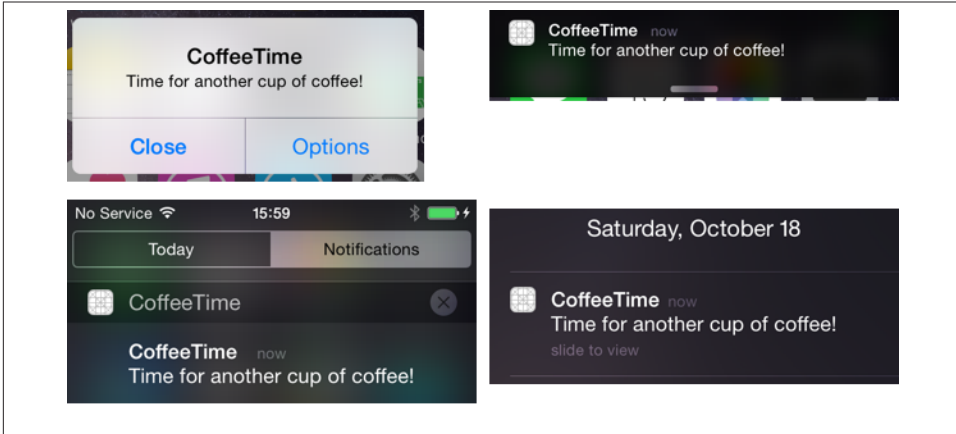 CoffeeTime
Time for another cup of coffee!
Close Options
CoffeeTime now
Time for another cup of coffee!
No Service 15:59
Today Notifications
CoffeeTime
CoffeeTime now
Time for another cup of coffee!
Saturday, October 18
CoffeeTime now
Time for another cup of coffee!
slide to view